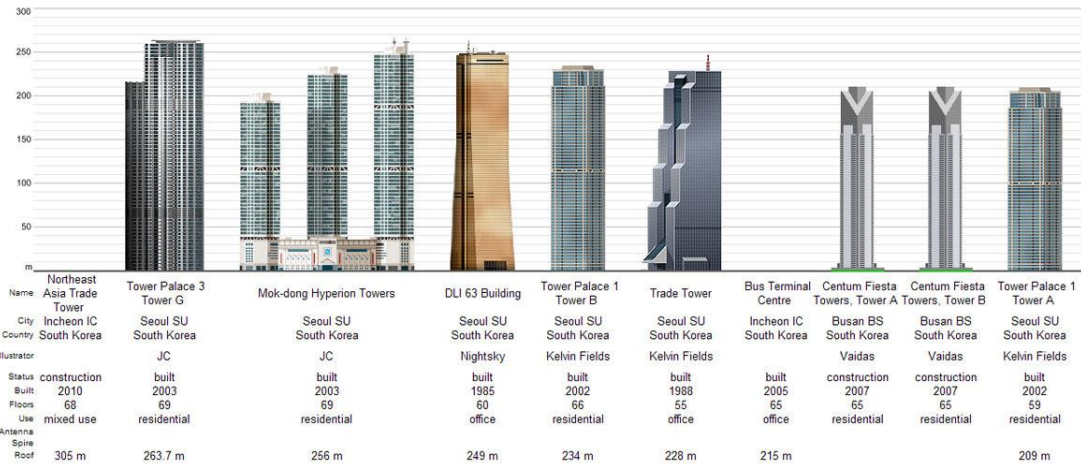 300
250
200
150
100
50
m
Name Northeast Asia Trade Tower Tower Palace 3 Tower G Mok-dong Hyperion Towers DLI 63 Building Tower Palace 1 Tower B Trade Tower Bus Terminal Centre Centum Fiesta Towers, Tower A Centum Fiesta Towers, Tower B Tower Palace 1 Tower A
City Incheon IC Seoul SU Seoul SU Seoul SU Seoul SU Seoul SU Incheon IC Busan BS Busan BS Seoul SU
Country South Korea South Korea South Korea South Korea South Korea South Korea South Korea South Korea South Korea South Korea
llustrator JC JC Nightsky Kelvin Fields Kelvin Fields Vaidas Vaidas Kelvin Fields
Status construction built built built built built built construction construction built
Built 2010 2003 2003 1985 2002 1988 2005 2007 2007 2002
Floors 68 69 69 60 66 55 65 65 65 59
Use mixed use residential residential office residential office office residential residential residential
Antenna
Spire
Roof 305 m 263.7 m 256 m 249 m 234 m 228 m 215 m 209 m